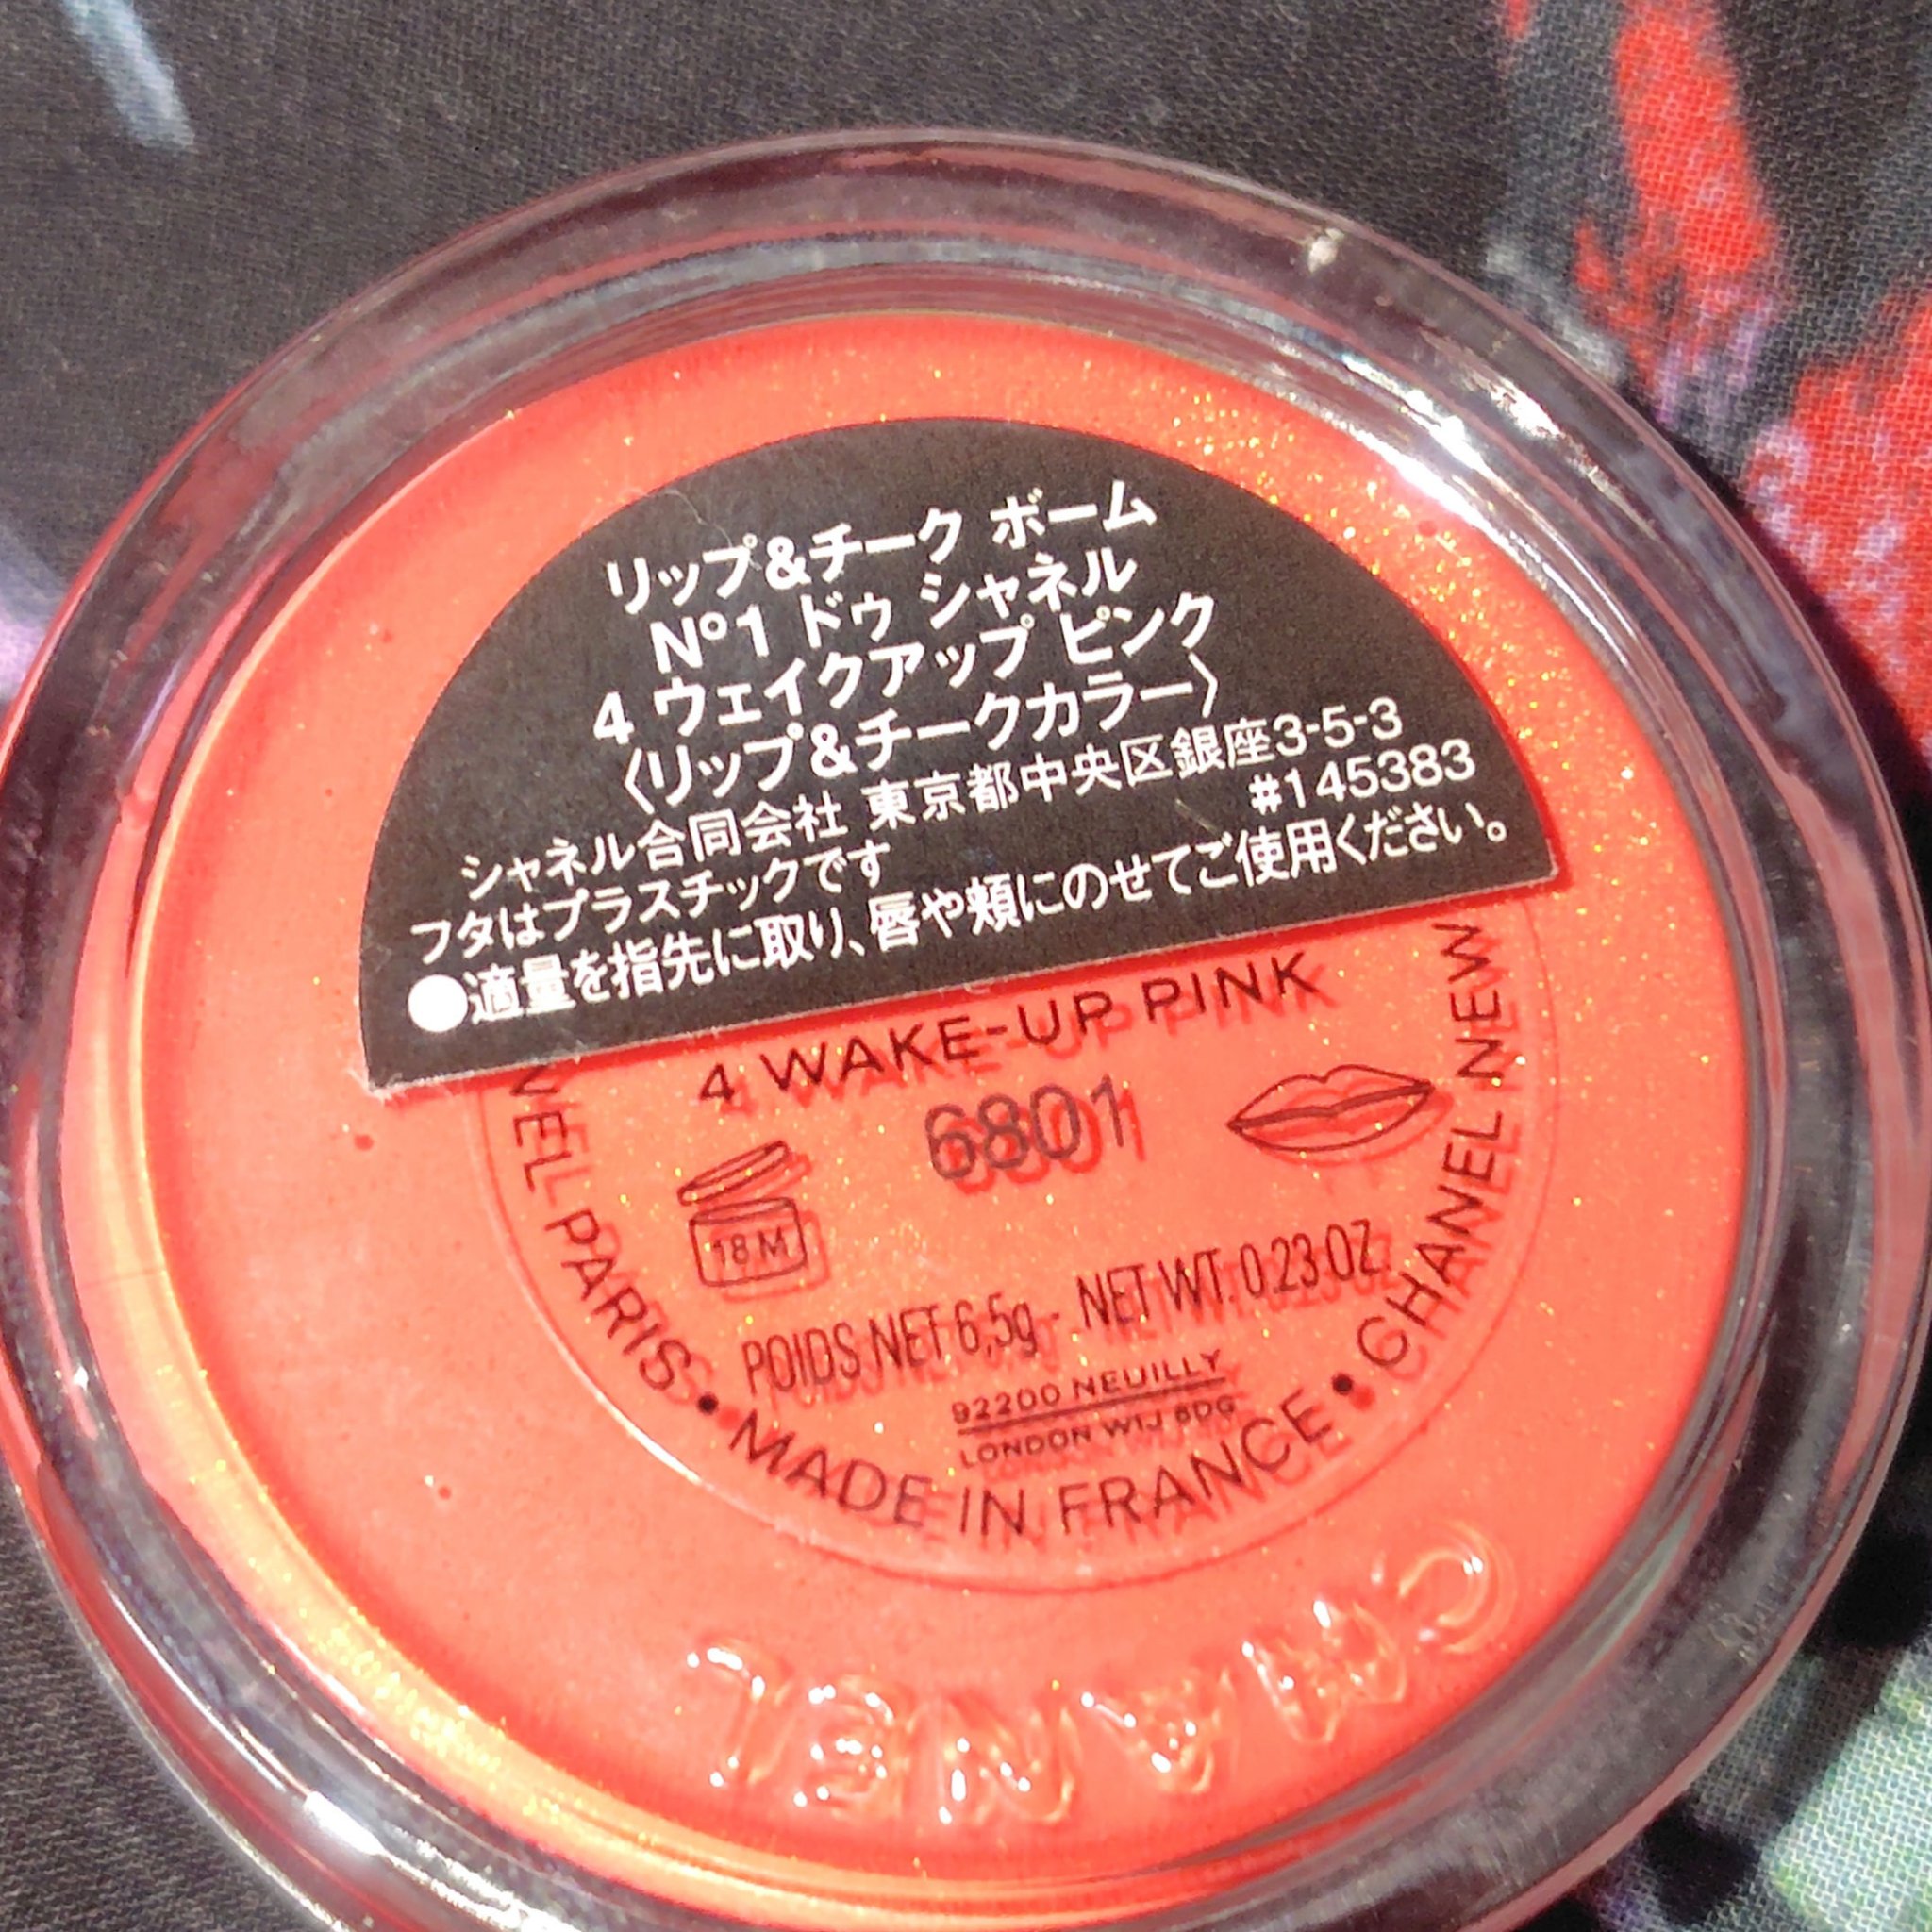 リップ&チーク ボーム
N°1 ドゥ シャネル
4 ウェイクアップ ピンク
〈リップ&チークカラー〉
シャネル合同会社 東京都中央区銀座3-5-3
フタはプラスチックです #145383
●適量を指先に取り、唇や頬にのせてご使用ください。
4 WAKE-UP PINK
6801
18 M
POIDS NET 6,5g - NET WT. 0.23 OZ.
92200 NEUILLY
LONDON W1J 6DG
PARIS • MADE IN FRANCE • CHANEL NEW
CHANEL